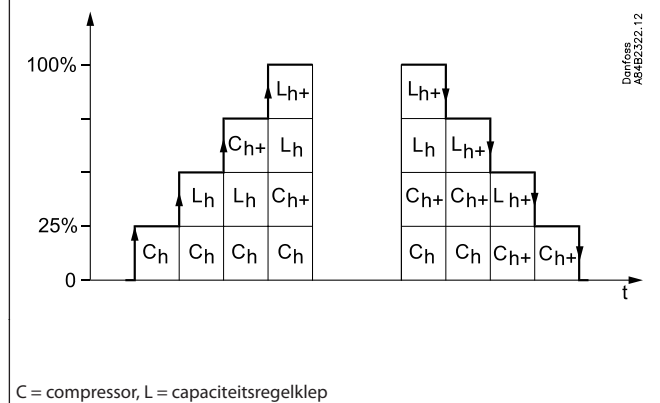 Danfoss
A84B2322.12
100%
Lh+
Lh+
Ch+ Lh
Lh Lh+
Lh Lh Ch+
Ch+ Ch+ Lh+
25%
Ch Ch Ch Ch
Ch Ch Ch+ Ch+
0
t
C = compressor, L = capaciteitsregelklep